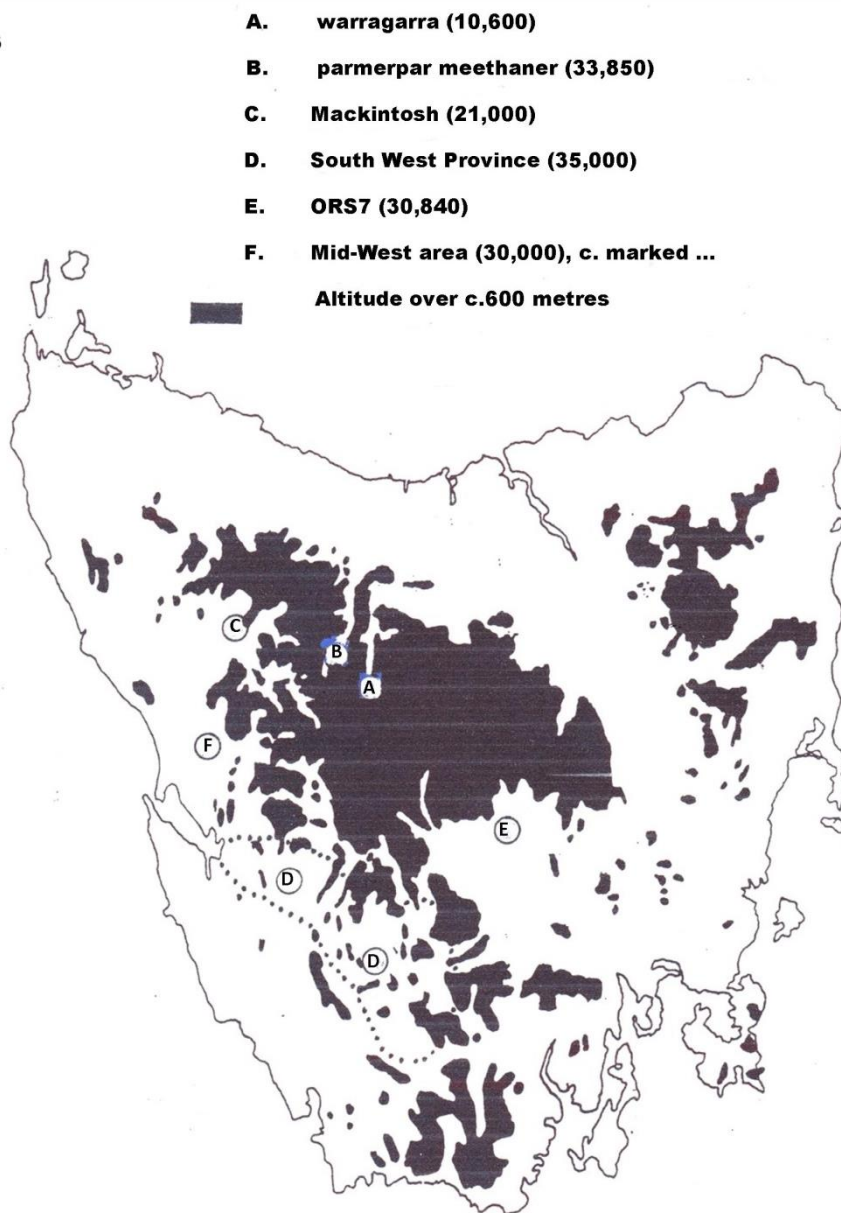 A. warragarra (10,600)
B. parmerpar meethaner (33,850)
C. Mackintosh (21,000)
D. South West Province (35,000)
E. ORS7 (30,840)
F. Mid-West area (30,000), c. marked ...
Altitude over c.600 metres
C
B
A
F
E
D
D